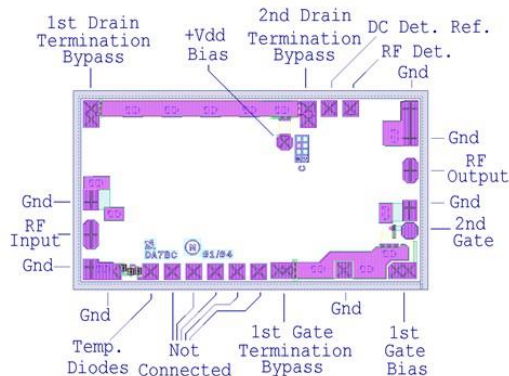 1st Drain
Termination
Bypass
+Vdd
Bias
2nd Drain
Termination
Bypass
DC Det. Ref.
RF Det.
Gnd
Gnd
RF
Output
Gnd
2nd
Gate
Gnd
RF
Input
Gnd
DA7BC
91/94
Gnd
Temp.
Diodes
Not
Connected
1st Gate
Termination
Bypass
Gnd
1st
Gate
Bias